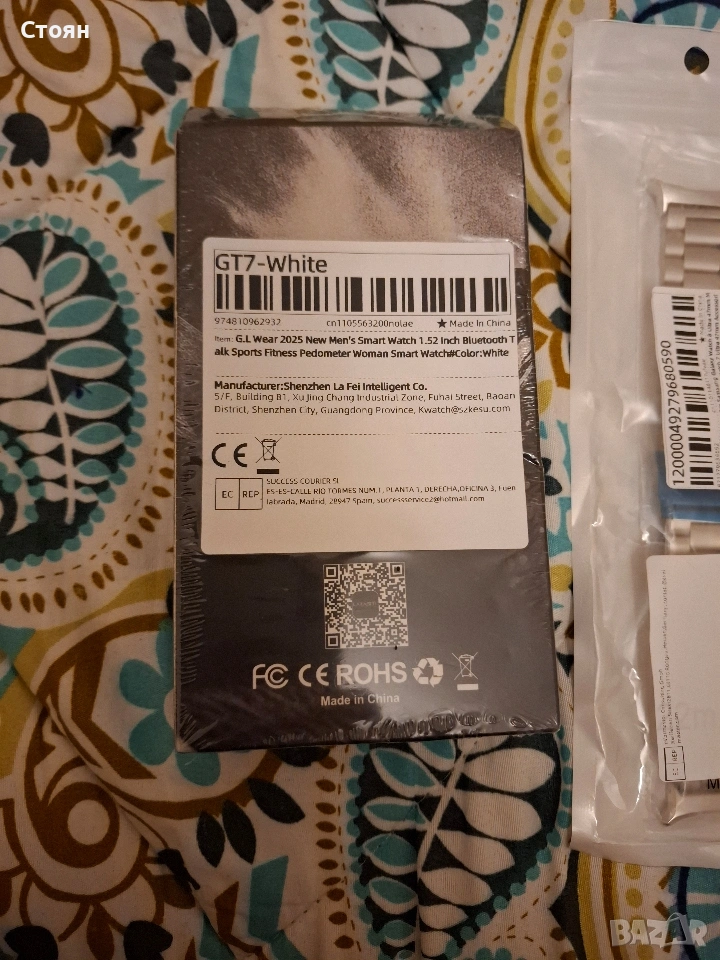 Стоян
GT7-White
974810962932 cn1105563200nolae ★ Made In China
Item: G.L Wear 2025 New Men's Smart Watch 1.52 Inch Bluetooth T
alk Sports Fitness Pedometer Woman Smart Watch#Color:White
Manufacturer:Shenzhen La Fei Intelligent Co.
5/F, Building B1, Xu Jing Chang Industrial Zone, Fuhai Street, Baoan
District, Shenzhen City, Guangdong Province, Kwatch@szkesu.com
CE
EC REP
SUCCESS COURIER SL
ES-ES-CALLE RIO TORMES NUM.1, PLANTA 1, DERECHA,OFICINA 3, Fuen
labrada, Madrid, 28947 Spain, successservice2@hotmail.com
FC CE ROHS
Made in China
12000049279680590
EC REP
BAZAR